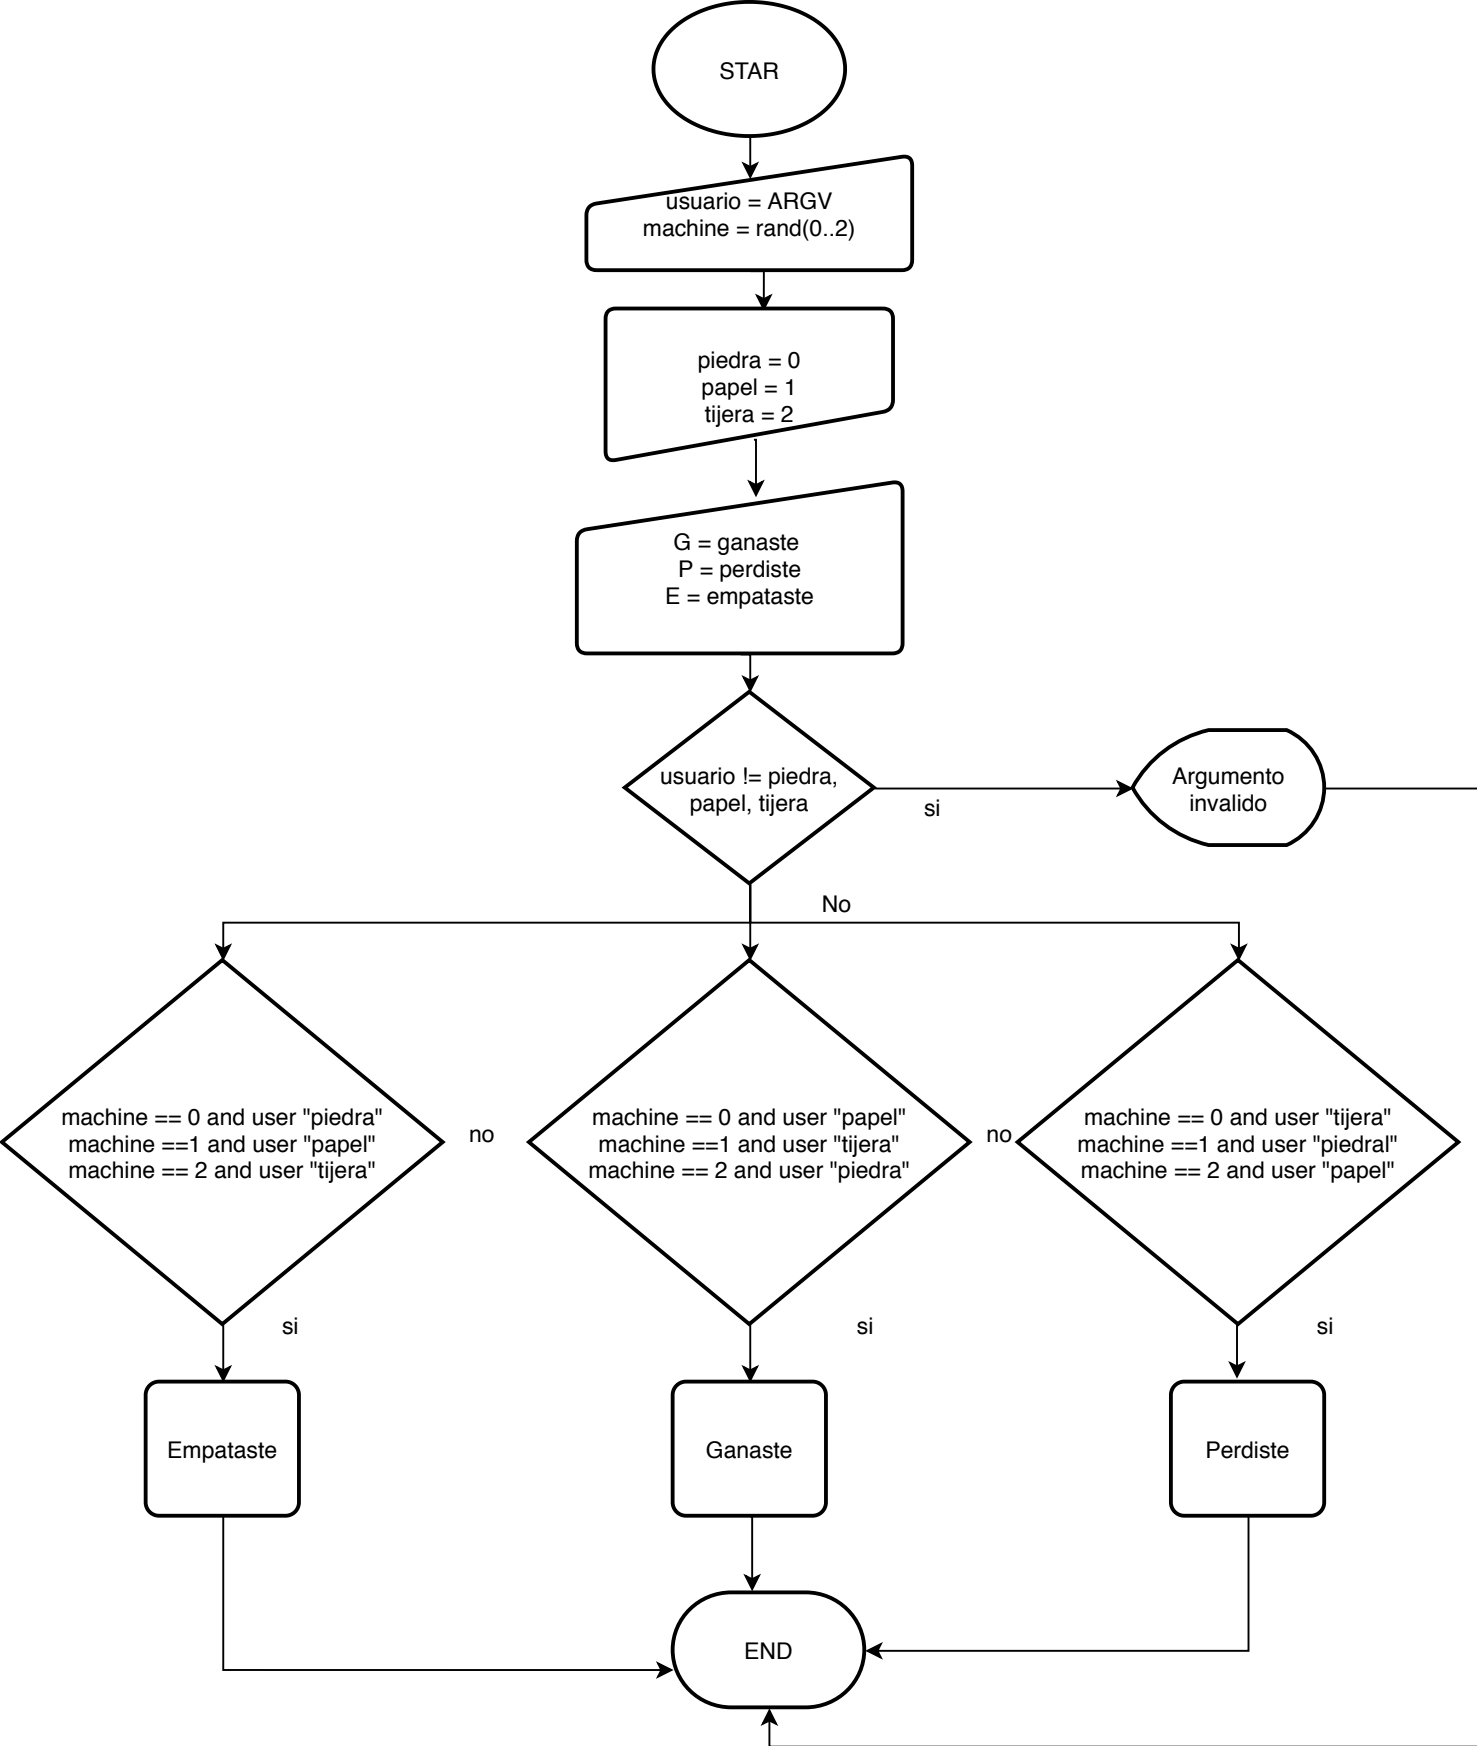 STAR
usuario = ARGV
machine = rand(0..2)
piedra = 0
papel = 1
tijera = 2
G = ganaste
P = perdiste
E = empataste
usuario != piedra,
papel, tijera
si
Argumento
invalido
No
machine == 0 and user "piedra"
machine ==1 and user "papel"
machine == 2 and user "tijera"
no
machine == 0 and user "papel"
machine ==1 and user "tijera"
machine == 2 and user "piedra"
no
machine == 0 and user "tijera"
machine ==1 and user "piedral"
machine == 2 and user "papel"
si
si
si
Empataste
Ganaste
Perdiste
END